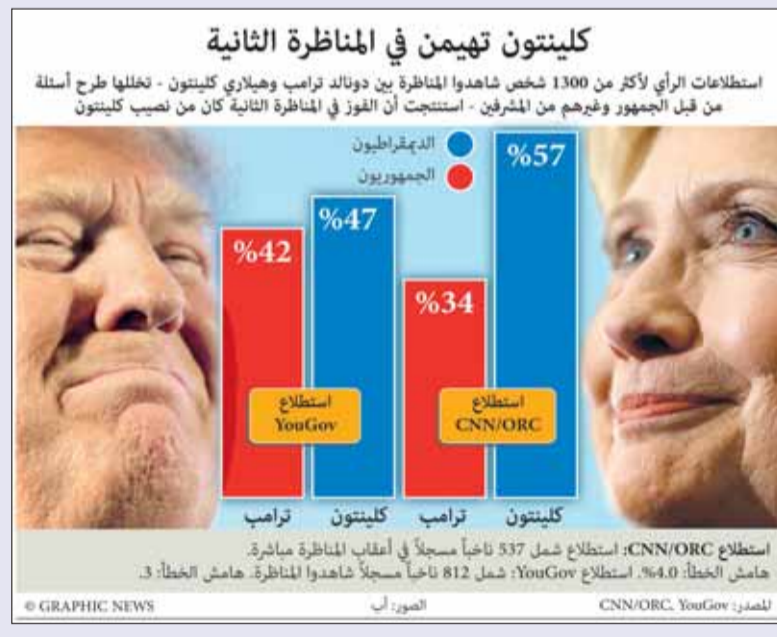 كلينتون تهيمن في المناظرة الثانية
استطلاعات الرأي لأكثر من 1300 شخص شاهدوا المناظرة بين دونالد ترامب وهيلاري كلينتون - تخللها طرح أسئلة
من قبل الجمهور وغيرهم من المشرفين - استنتجت أن الفوز في المناظرة الثانية كان من نصيب كلينتون
الديمقراطيون
الجمهوريون
%57
%34
%47
%42
استطلاع
CNN/ORC
استطلاع
YouGov
كلينتون
ترامب
كلينتون
ترامب
استطلاع CNN/ORC: استطلاع شمل 537 ناخباً مسجلاً في أعقاب المناظرة مباشرة.
هامش الخطأ: 4.0%. استطلاع YouGov: شمل 812 ناخباً مسجلاً شاهدوا المناظرة. هامش الخطأ: 3.
المصدر: CNN/ORC, YouGov
الصور: أب
© GRAPHIC NEWS